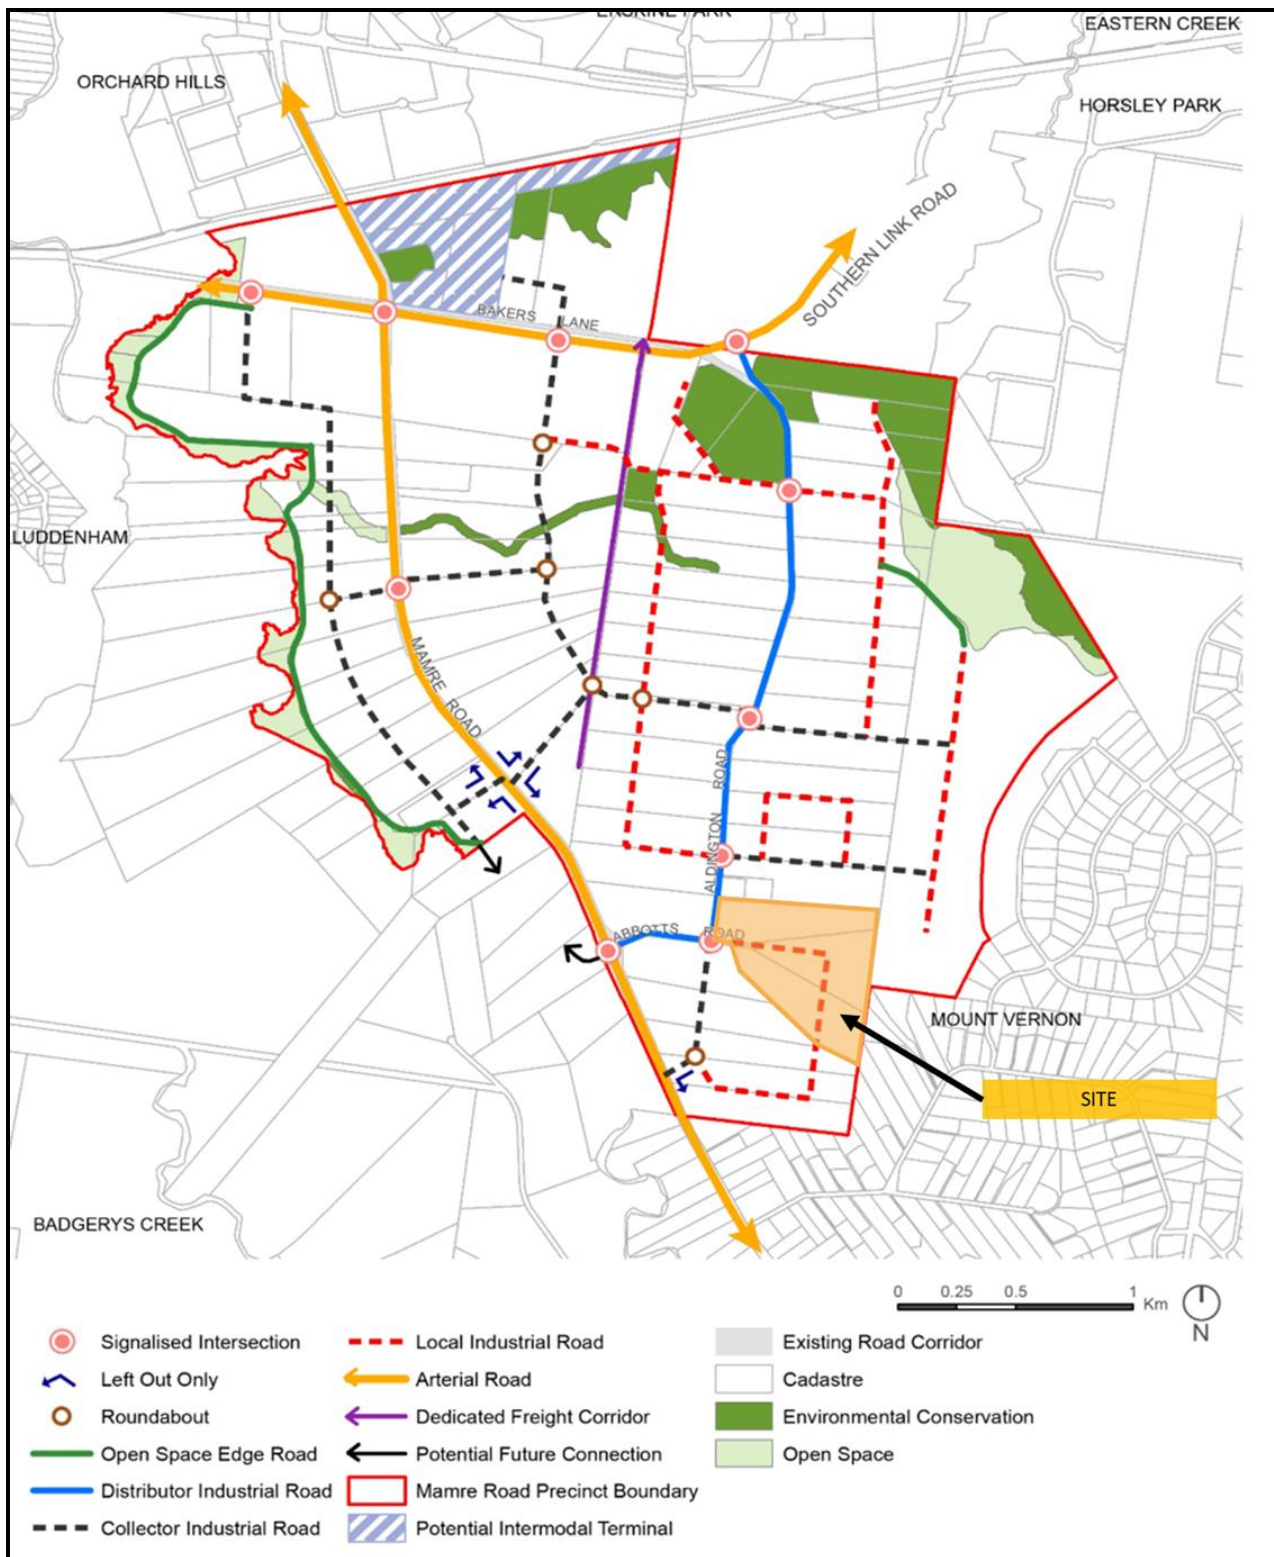 ERSKINE PARK
EASTERN CREEK
ORCHARD HILLS
HORSLEY PARK
SOUTHERN LINK ROAD
BAKERS LANE
LUDDENHAM
MAMRE ROAD
ALDINGTON ROAD
ABBOTTS ROAD
MOUNT VERNON
SITE
BADGERYS CREEK
0 0.25 0.5 1
Km
N
Signalised Intersection
Left Out Only
Roundabout
Open Space Edge Road
Distributor Industrial Road
Collector Industrial Road
Local Industrial Road
Arterial Road
Dedicated Freight Corridor
Potential Future Connection
Mamre Road Precinct Boundary
Potential Intermodal Terminal
Existing Road Corridor
Cadastre
Environmental Conservation
Open Space